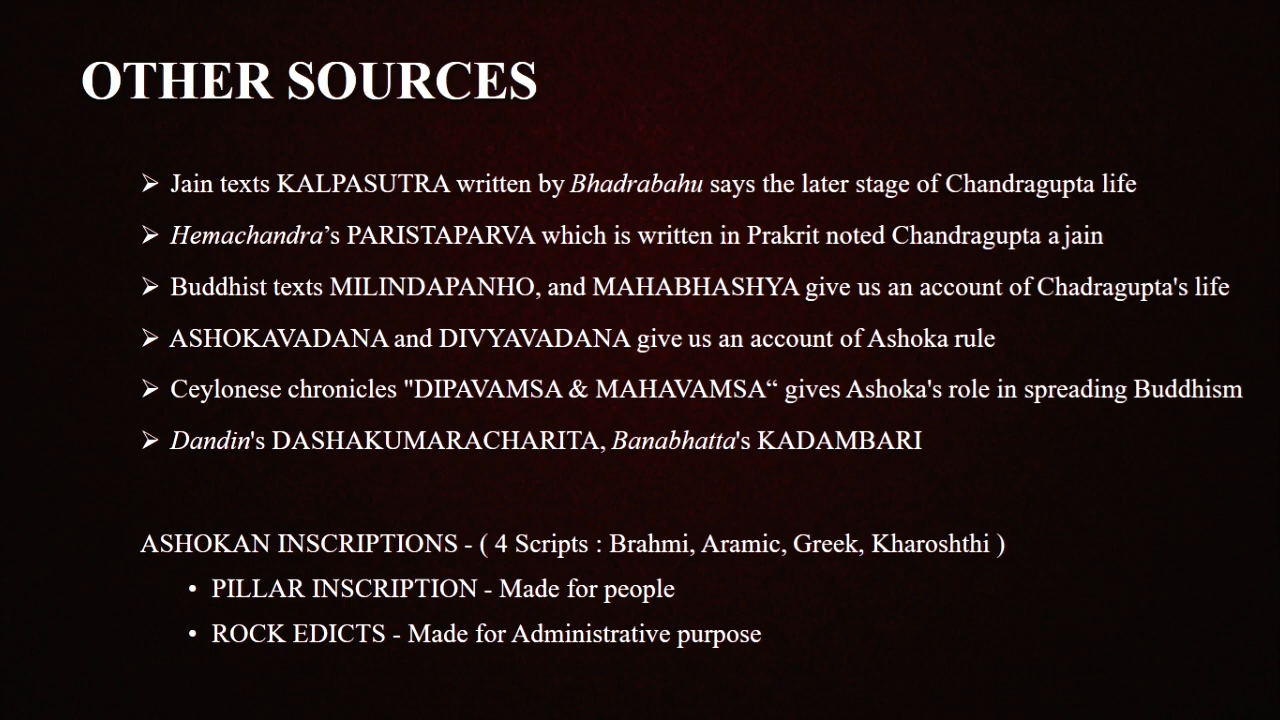 OTHER SOURCES
➢ Jain texts KALPASUTRA written by Bhadrabahu says the later stage of Chandragupta life
➢ Hemachandra’s PARISTAPARVA which is written in Prakrit noted Chandragupta a jain
➢ Buddhist texts MILINDAPANHO, and MAHABHASHYA give us an account of Chadragupta's life
➢ ASHOKAVADANA and DIVYAVADANA give us an account of Ashoka rule
➢ Ceylonese chronicles "DIPAVAMSA & MAHAVAMSA“ gives Ashoka's role in spreading Buddhism
➢ Dandin's DASHAKUMARACHARITA, Banabhatta's KADAMBARI
ASHOKAN INSCRIPTIONS - ( 4 Scripts : Brahmi, Aramic, Greek, Kharoshthi )
• PILLAR INSCRIPTION - Made for people
• ROCK EDICTS - Made for Administrative purpose